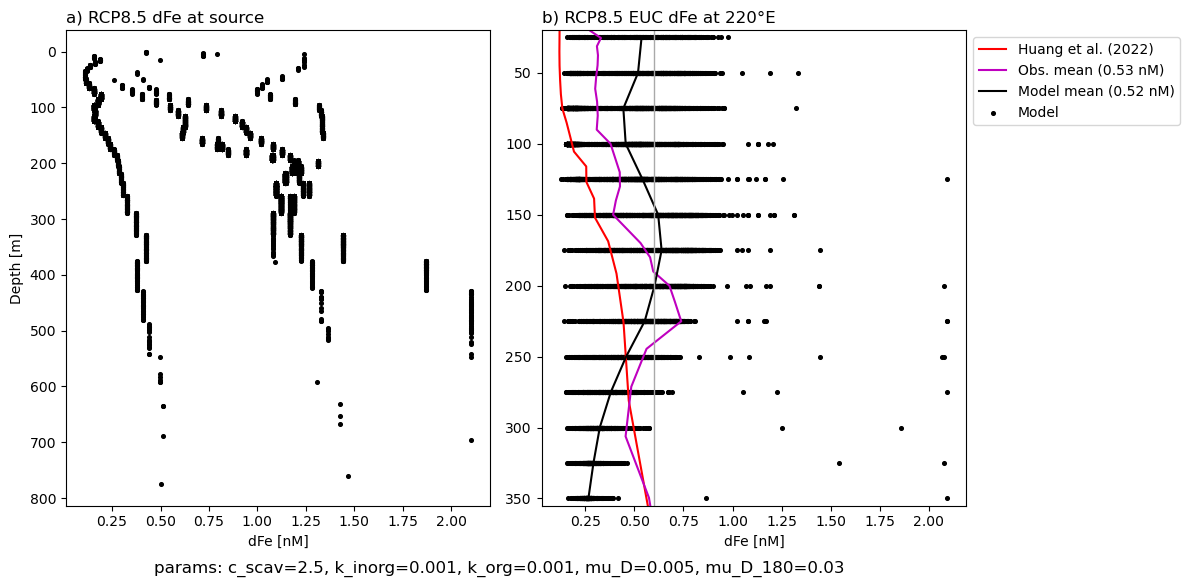 a) RCP8.5 dFe at source
0
100
200
300
400
500
600
700
800
Depth [m]
0.25 0.50 0.75 1.00 1.25 1.50 1.75 2.00
dFe [nM]
b) RCP8.5 EUC dFe at 220°E
50
100
150
200
250
300
350
0.25 0.50 0.75 1.00 1.25 1.50 1.75 2.00
dFe [nM]
Huang et al. (2022)
Obs. mean (0.53 nM)
Model mean (0.52 nM)
Model
params: c_scav=2.5, k_inorg=0.001, k_org=0.001, mu_D=0.005, mu_D_180=0.03